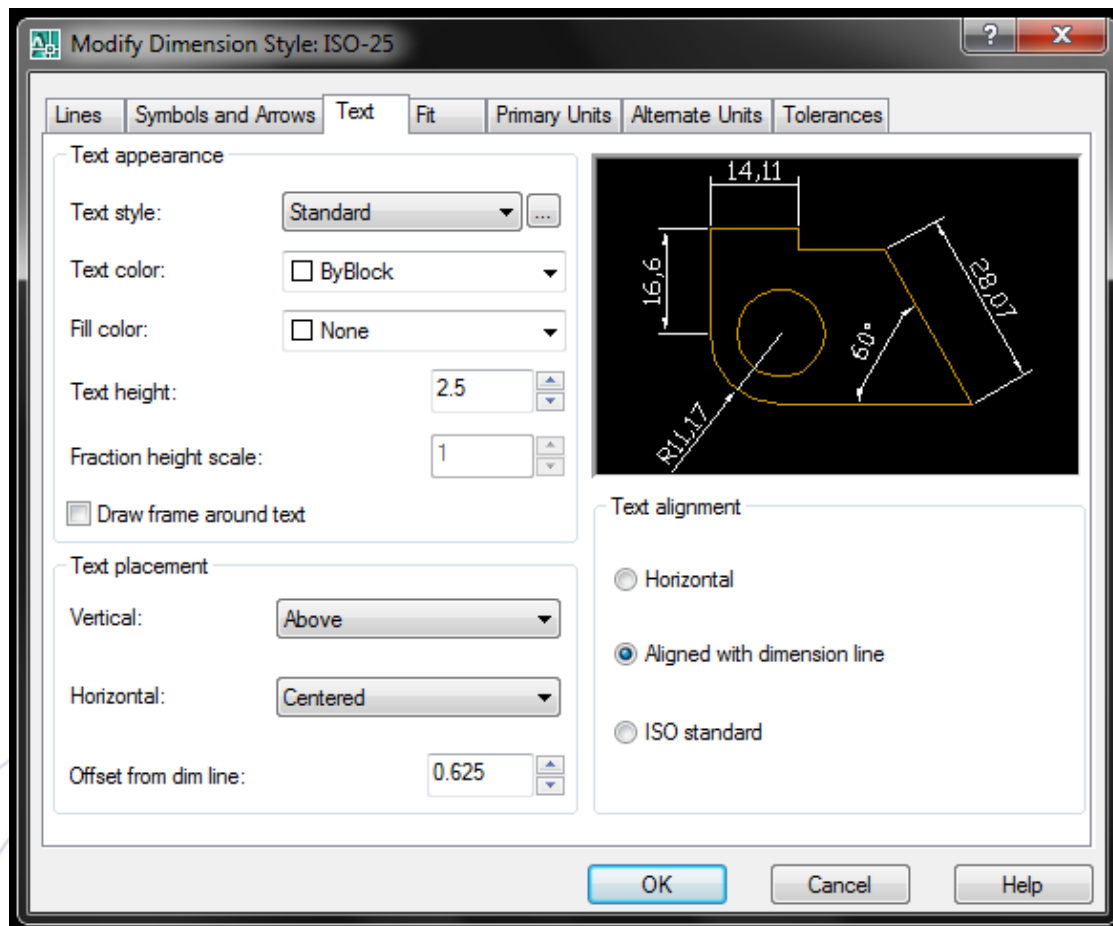 Modify Dimension Style: ISO-25
?
X
Lines Symbols and Arrows Text Fit Primary Units Alternate Units Tolerances
Text appearance
Text style: Standard ...
Text color: ByBlock
Fill color: None
Text height: 2.5
Fraction height scale: 1
Draw frame around text
Text placement
Vertical: Above
Horizontal: Centered
Offset from dim line: 0.625
14,11
16,6
28,07
60°
R11,17
Text alignment
Horizontal
Aligned with dimension line
ISO standard
OK Cancel Help